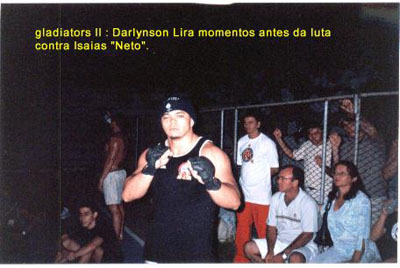 gladiators II : Darlynson Lira momentos antes da luta
contra Isaias "Neto".